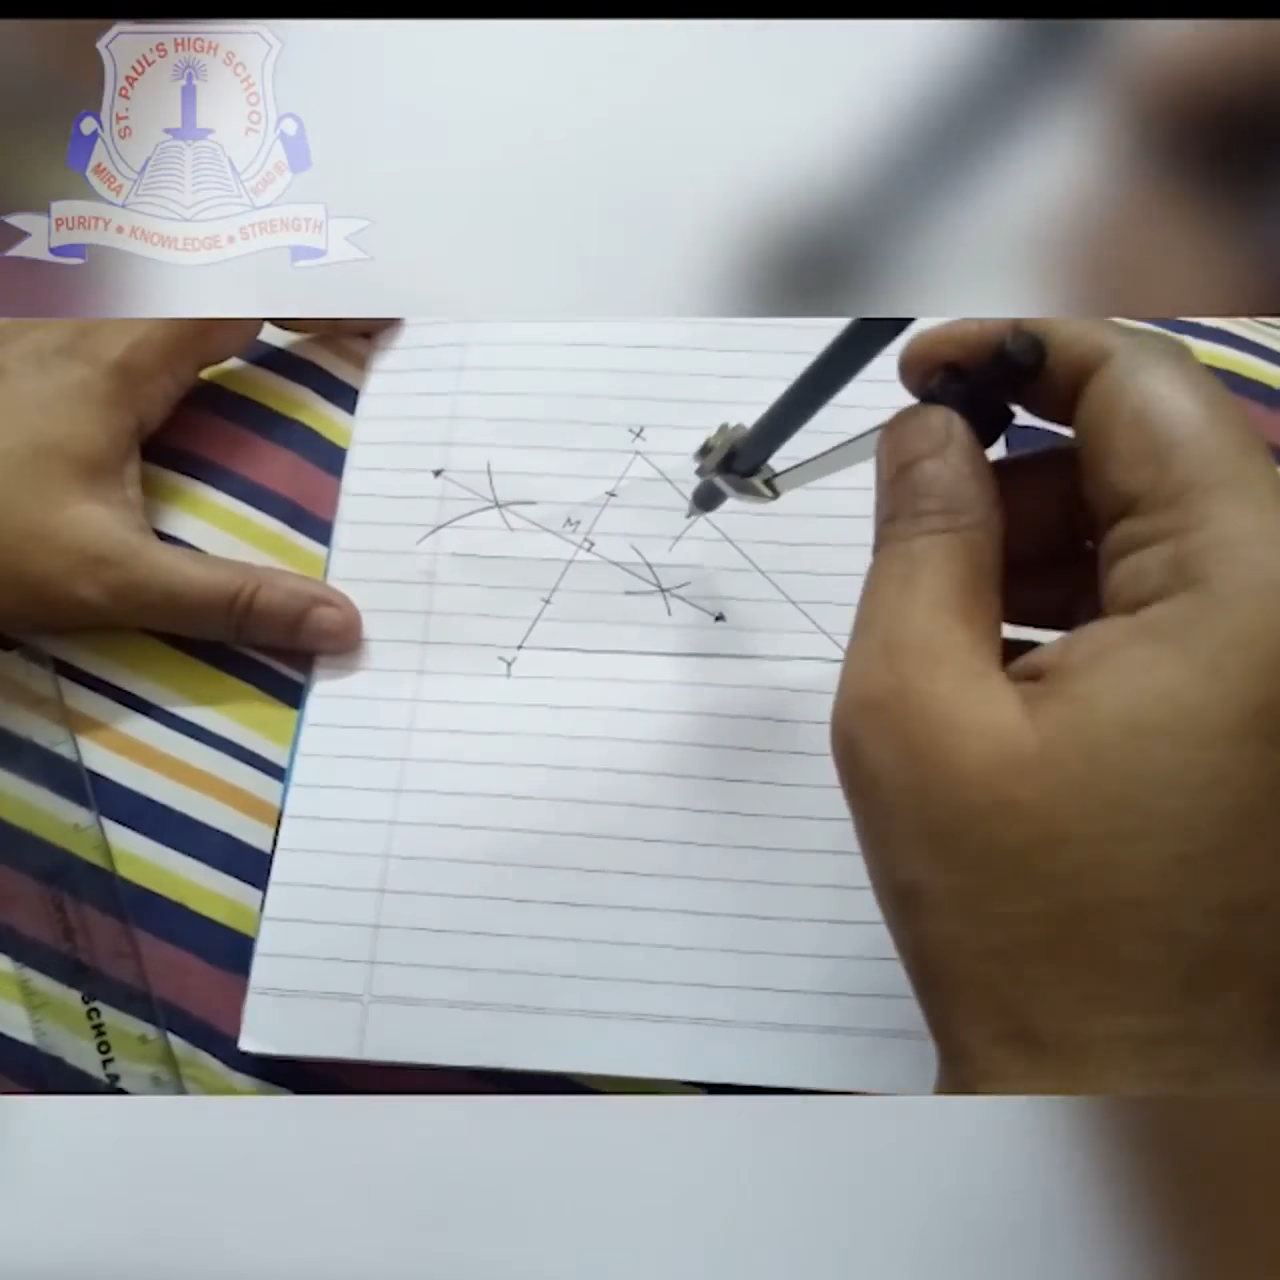 ST. PAUL'S HIGH SCHOOL
MIRA ROAD (E)
PURITY • KNOWLEDGE • STRENGTH
X
M
Y
SCHOLA